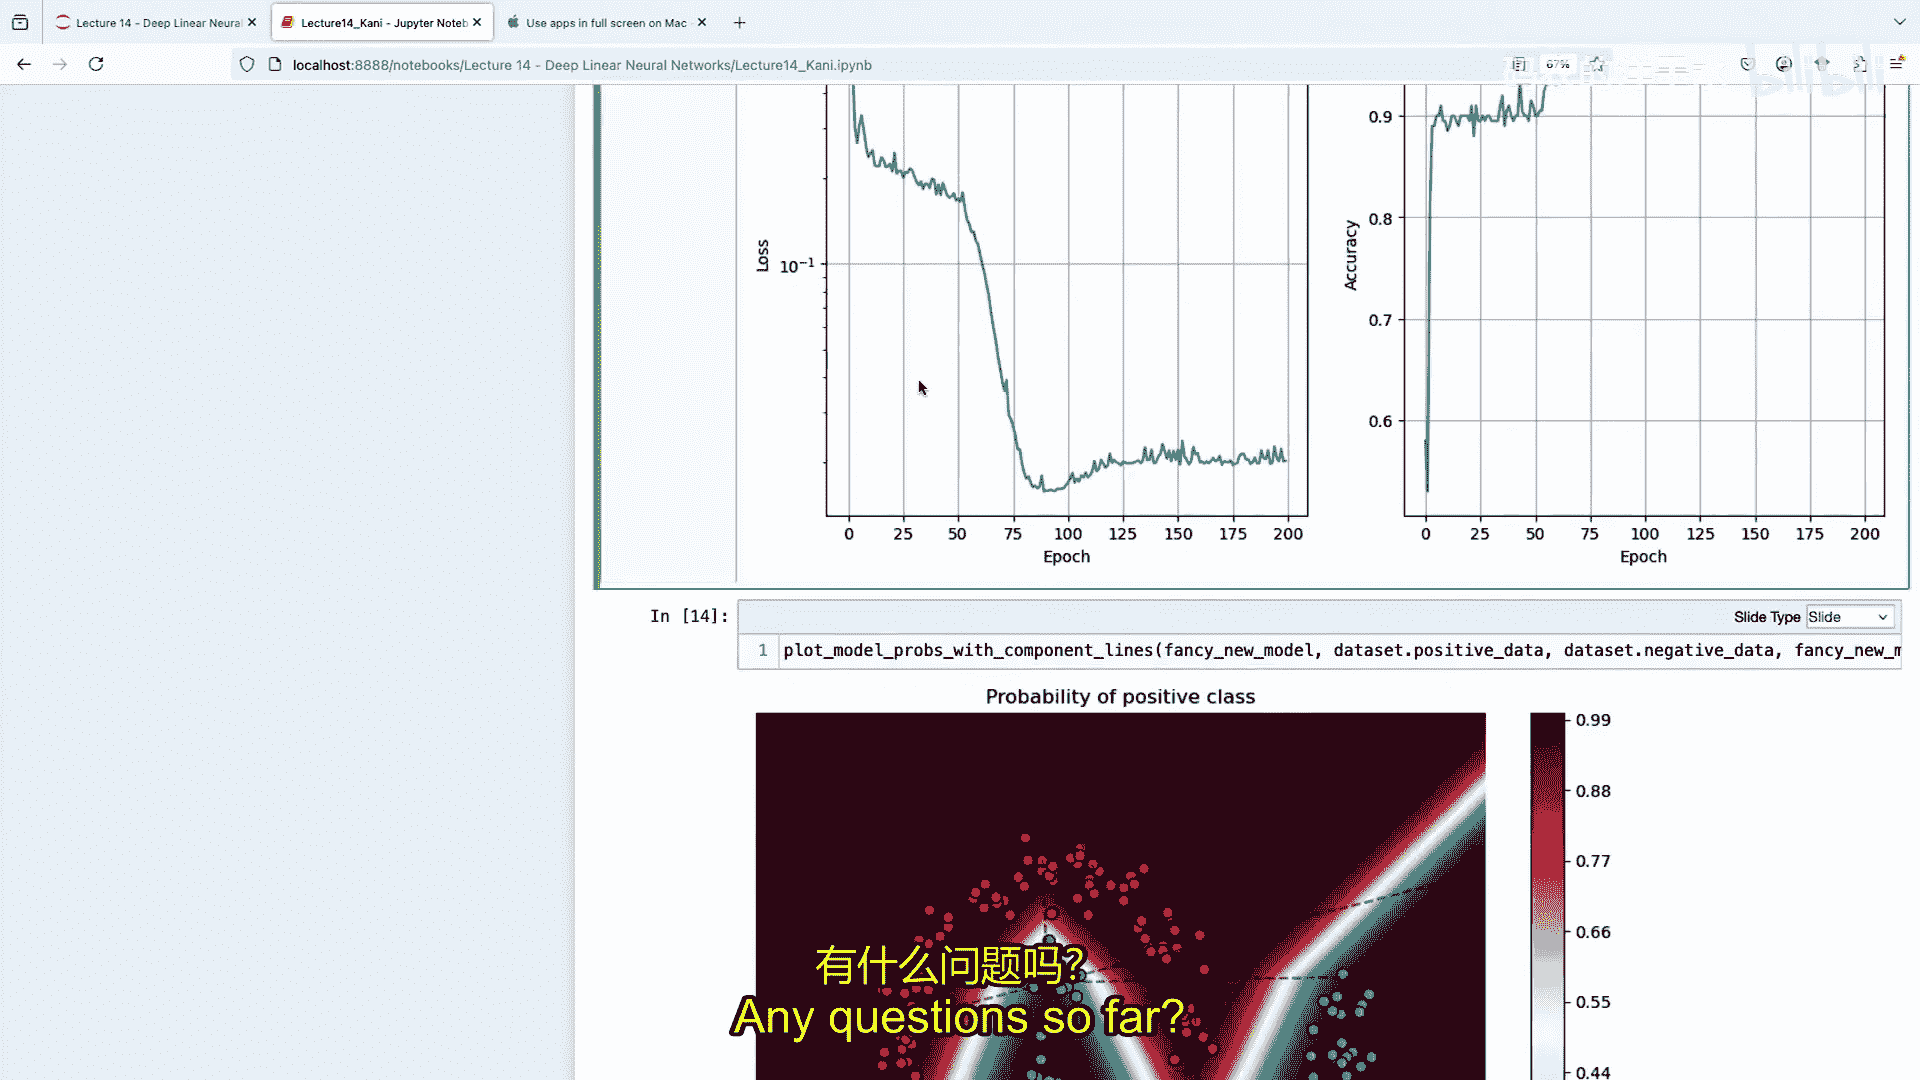 Lecture 14 - Deep Linear Neural
Lecture14_Kani - Jupyter Noteb
Use apps in full screen on Mac
localhost:8888/notebooks/Lecture 14 - Deep Linear Neural Networks/Lecture14_Kani.ipynb
67%
bilibili
Loss
10⁻¹
0 25 50 75 100 125 150 175 200
Epoch
Accuracy
0.9
0.8
0.7
0.6
0 25 50 75 100 125 150 175 200
Epoch
In [14]:
Slide Type Slide
1 plot_model_probs_with_component_lines(fancy_new_model, dataset.positive_data, dataset.negative_data, fancy_new_m
Probability of positive class
0.99
0.88
0.77
0.66
0.55
0.44
有什么问题吗?
Any questions so far?